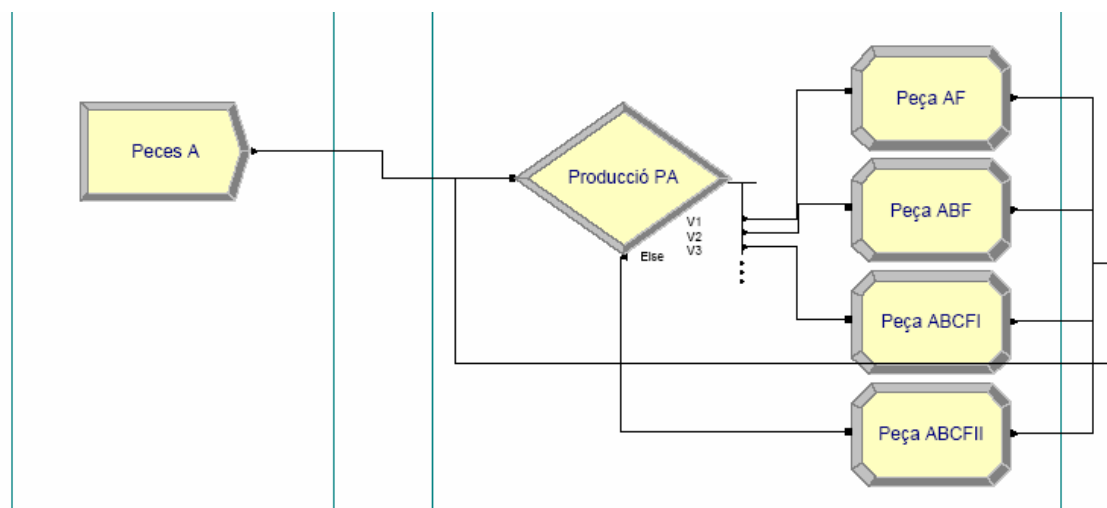 Peces A
Producció PA
V1
V2
V3
Else
Peça AF
Peça ABF
Peça ABCFI
Peça ABCFII